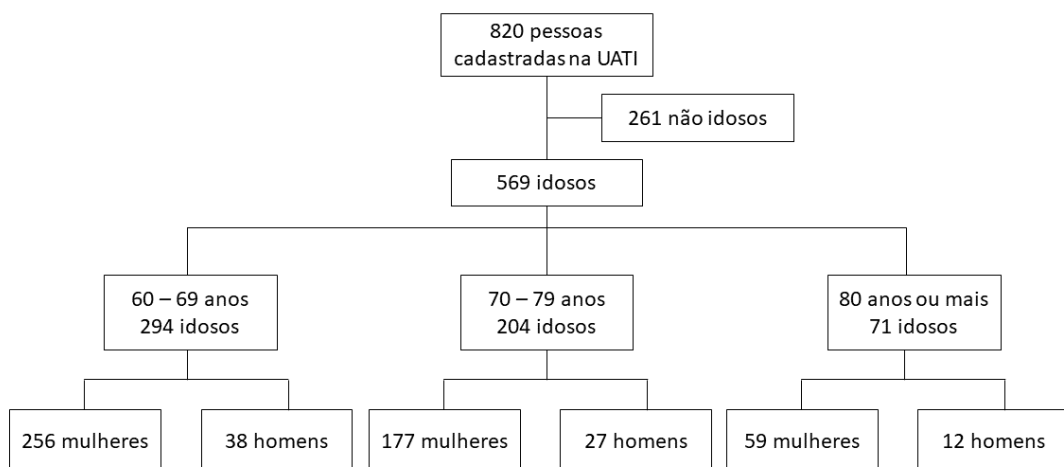 820 pessoas
cadastradas na UATI
261 não idosos
569 idosos
60 – 69 anos
294 idosos
70 – 79 anos
204 idosos
80 anos ou mais
71 idosos
256 mulheres
38 homens
177 mulheres
27 homens
59 mulheres
12 homens